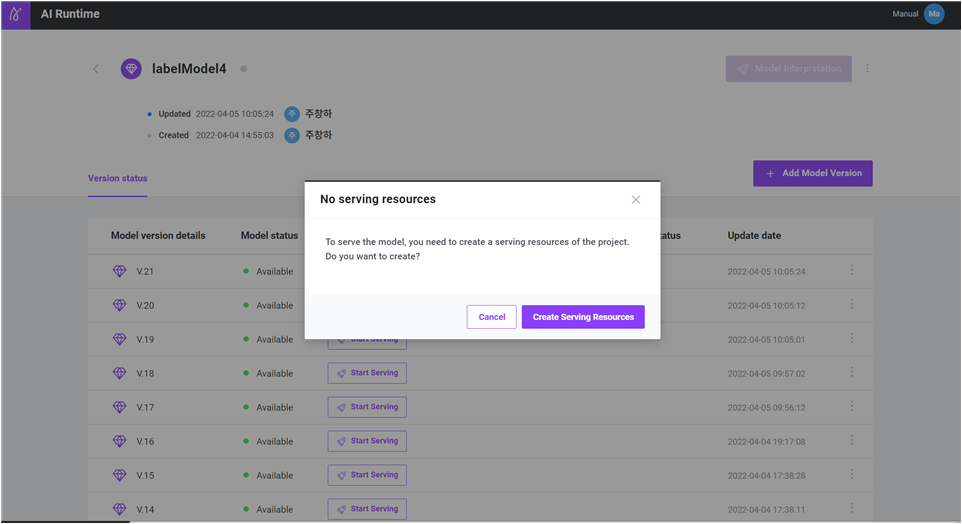 AI Runtime
Manual
Ma
labelModel4
Model Interpretation
Updated 2022-04-05 10:05:24 주 주창하
Created 2022-04-04 14:55:03 주 주창하
Version status
+ Add Model Version
No serving resources
To serve the model, you need to create a serving resources of the project.
Do you want to create?
Cancel
Create Serving Resources
Model version details Model status Update date
V.21 Available 2022-04-05 10:05:24
V.20 Available 2022-04-05 10:05:12
V.19 Available Start Serving 2022-04-05 10:05:01
V.18 Available Start Serving 2022-04-05 09:57:02
V.17 Available Start Serving 2022-04-05 09:56:12
V.16 Available Start Serving 2022-04-04 19:17:08
V.15 Available Start Serving 2022-04-04 17:38:28
V.14 Available Start Serving 2022-04-04 17:38:11